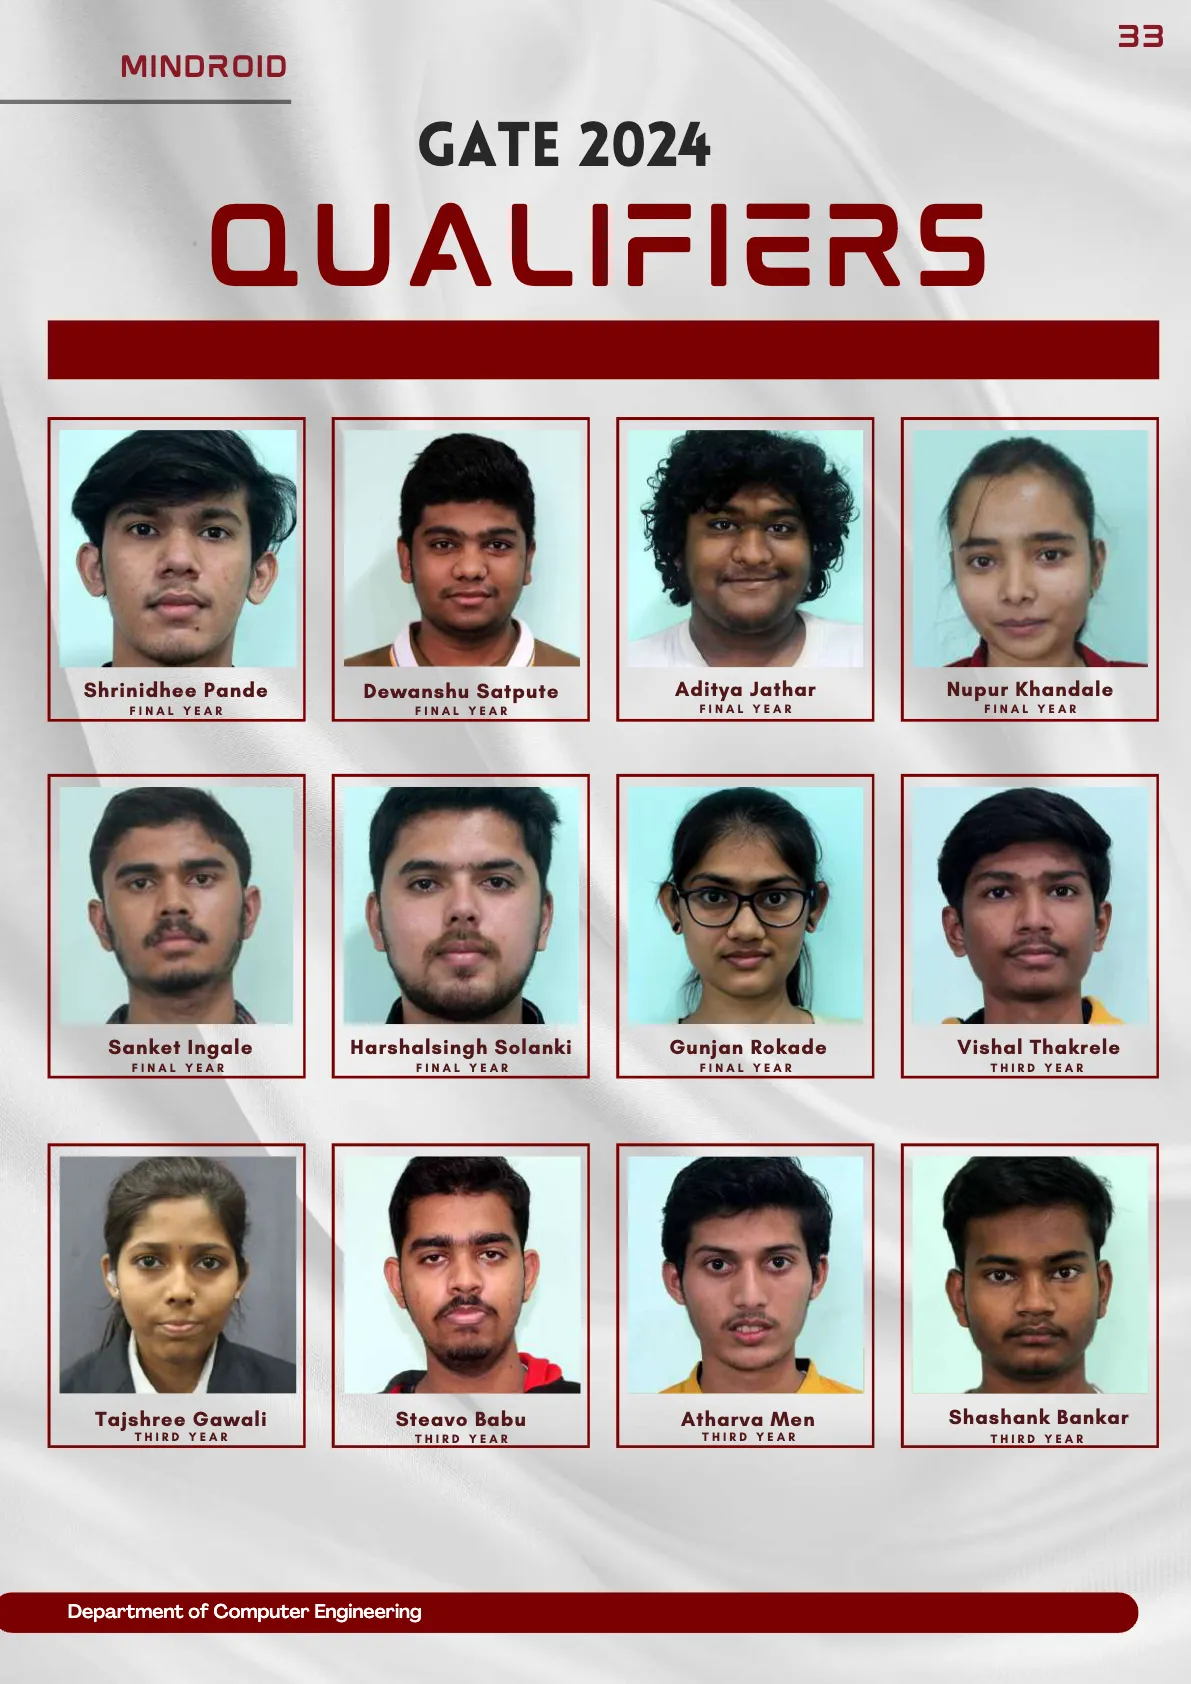 33
MINDROID
GATE 2024
QUALIFIERS
Shrinidhee Pande
FINAL YEAR
Dewanshu Satpute
FINAL YEAR
Aditya Jathar
FINAL YEAR
Nupur Khandale
FINAL YEAR
Sanket Ingale
FINAL YEAR
Harshalsingh Solanki
FINAL YEAR
Gunjan Rokade
FINAL YEAR
Vishal Thakrele
THIRD YEAR
Tajshree Gawali
THIRD YEAR
Steavo Babu
THIRD YEAR
Atharva Men
THIRD YEAR
Shashank Bankar
THIRD YEAR
Department of Computer Engineering